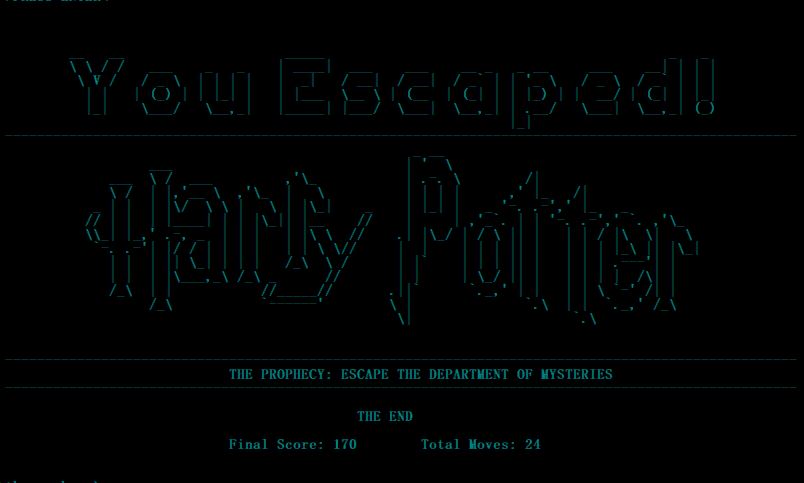 You Escaped!
Harry Potter
THE PROPHECY: ESCAPE THE DEPARTMENT OF MYSTERIES
THE END
Final Score: 170 Total Moves: 24